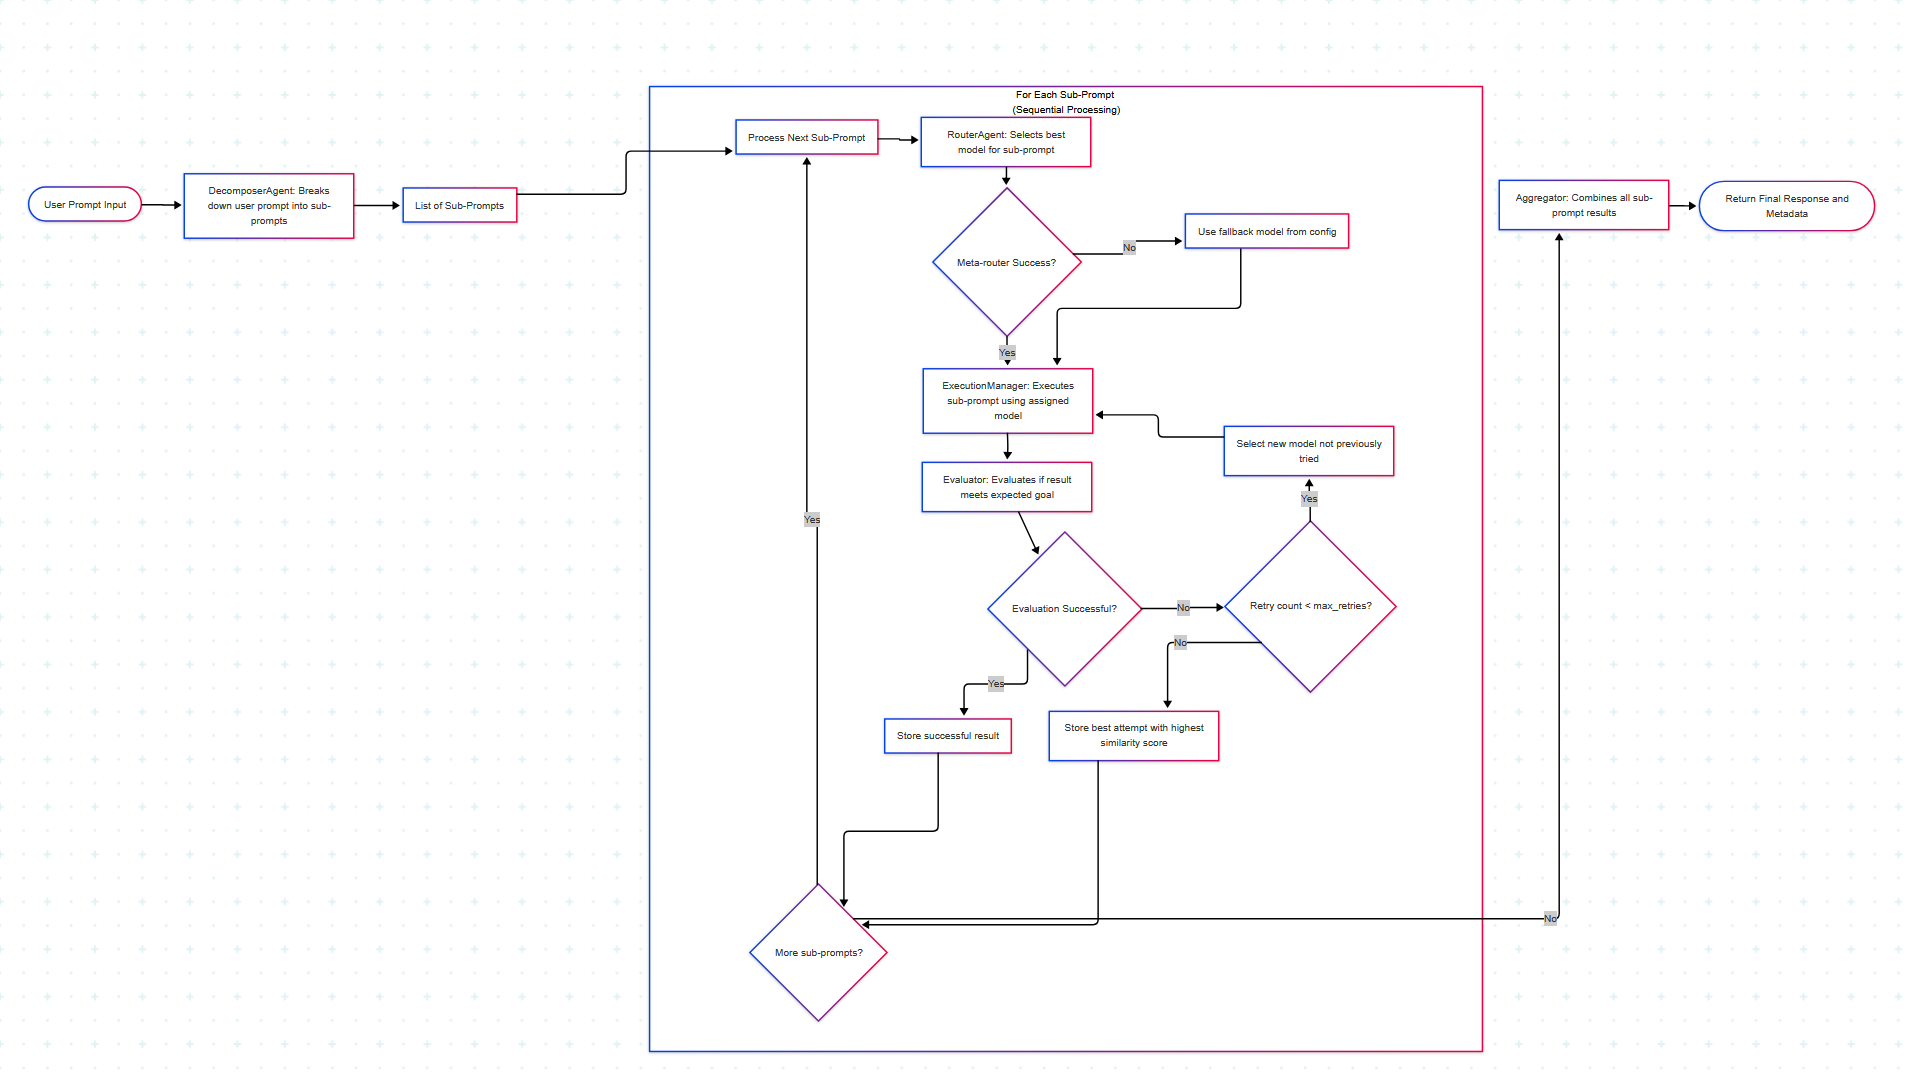 For Each Sub-Prompt
(Sequential Processing)
User Prompt Input
DecomposerAgent: Breaks
down user prompt into sub-
prompts
List of Sub-Prompts
Process Next Sub-Prompt
RouterAgent: Selects best
model for sub-prompt
Meta-router Success?
No
Use fallback model from config
Yes
ExecutionManager: Executes
sub-prompt using assigned
model
Select new model not previously
tried
Evaluator: Evaluates if result
meets expected goal
Yes
Yes
Evaluation Successful?
No
Retry count < max_retries?
No
Yes
Store successful result
Store best attempt with highest
similarity score
More sub-prompts?
No
Aggregator: Combines all sub-
prompt results
Return Final Response and
Metadata